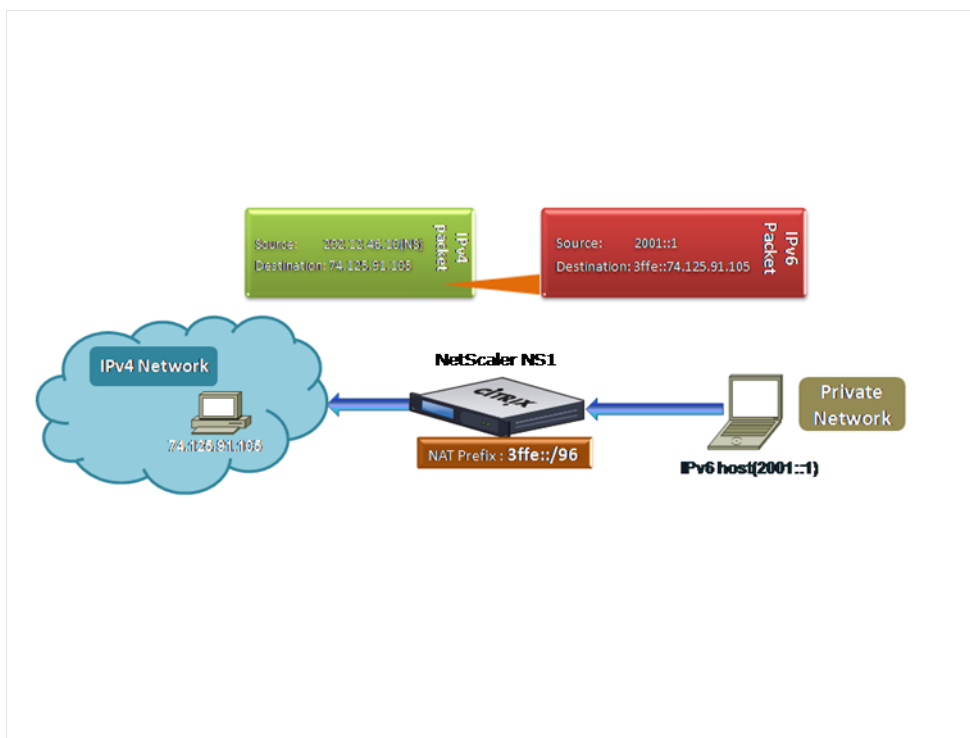 Source: 202.12.46.10(NS)
Destination: 74.125.91.105
IPv4
packet
Source: 2001::1
Destination: 3ffe::74.125.91.105
IPv6
Packet
IPv4 Network
74.125.91.105
NetScaler NS1
CITRIX
NAT Prefix : 3ffe::/96
Private
Network
IPv6 host(2001::1)